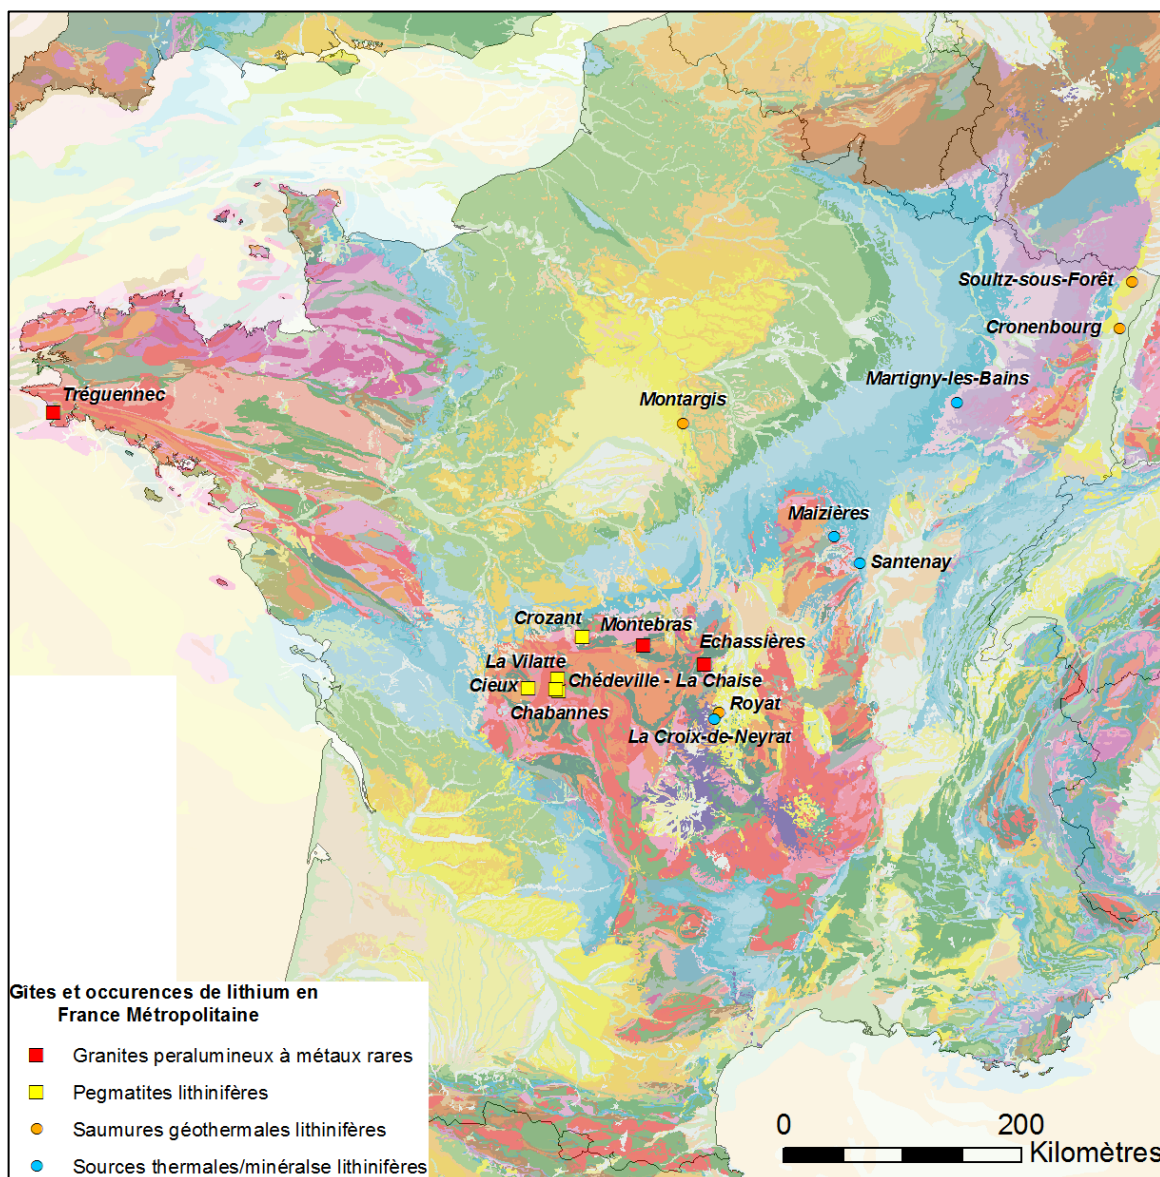 Soultz-sous-Forêt
Cronenbourg
Martigny-les-Bains
Tréguennec
Montargis
Maizières
Santenay
Crozant
Montebras
Echassières
La Vilatte
Chédeville - La Chaise
Cieux
Chabannes
Royat
La Croix-de-Neyrat
Gîtes et occurences de lithium en
France Métropolitaine
Granites peralumineux à métaux rares
Pegmatites lithinifères
Saumures géothermales lithinifères
Sources thermales/minéralse lithinifères
0
200
Kilomètres